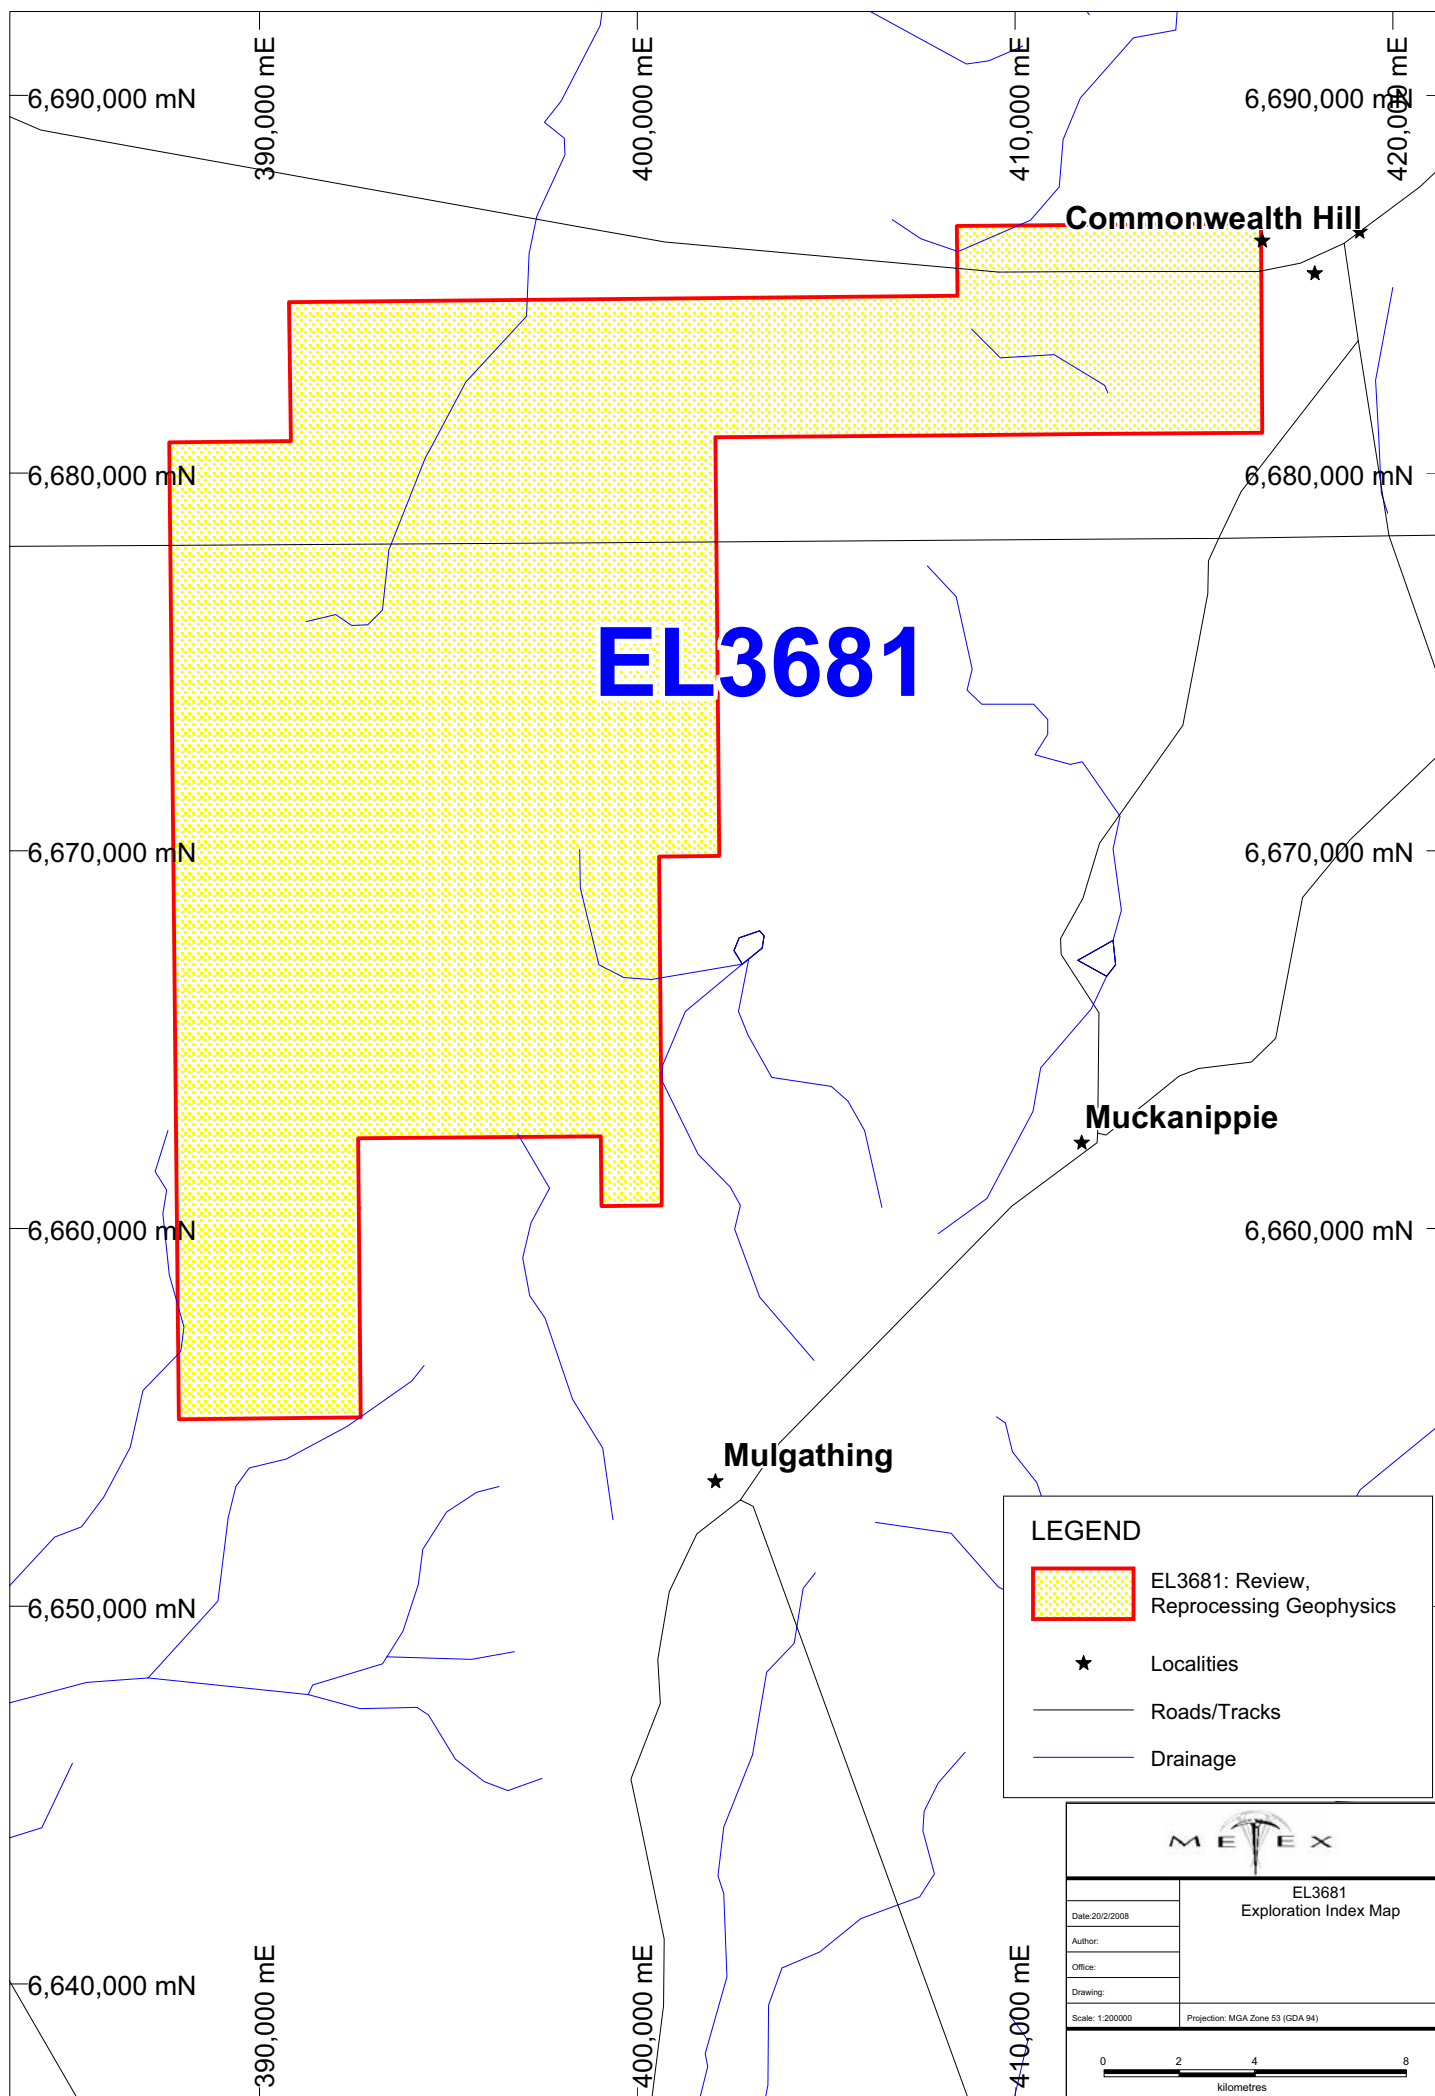 390,000 mE
400,000 mE
410,000 mE
420,000 mE
6,690,000 mN
6,690,000 mN
Commonwealth Hill
6,680,000 mN
6,680,000 mN
EL3681
6,670,000 mN
6,670,000 mN
Muckanippie
6,660,000 mN
6,660,000 mN
Mulgathing
LEGEND
EL3681: Review,
Reprocessing Geophysics
Localities
Roads/Tracks
Drainage
6,650,000 mN
METEX
EL3681
Exploration Index Map
Date:20/2/2008
Author:
Office:
Drawing:
Scale: 1:200000
Projection: MGA Zone 53 (GDA 94)
6,640,000 mN
390,000 mE
400,000 mE
410,000 mE
0 2 4 8
kilometres